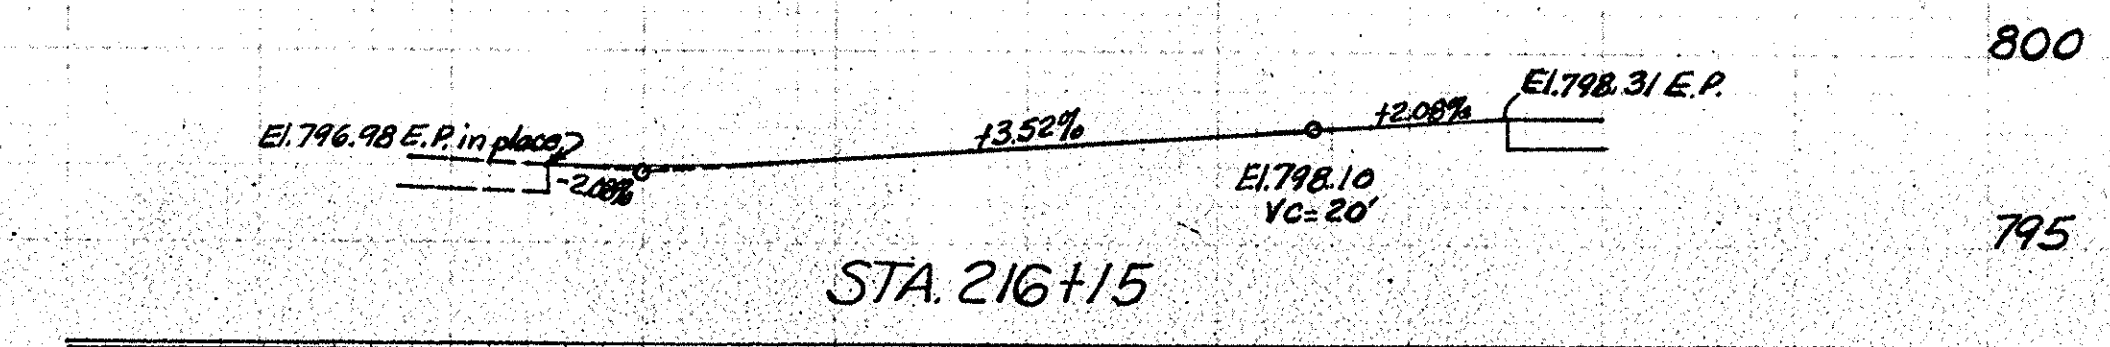 800
El. 798.31 E.P.
+2.08%
+3.52%
El. 796.98 E.P. in place
-2.08%
El. 798.10
VC = 20'
795
STA. 216+15